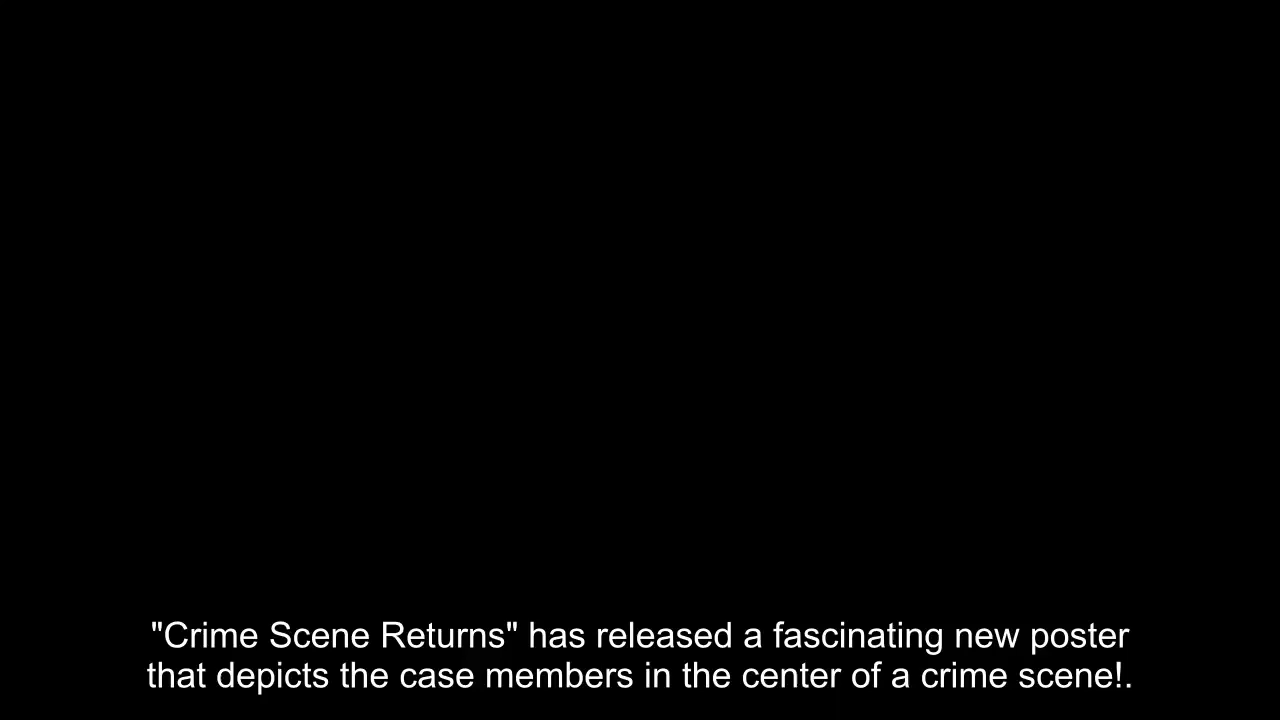 "Crime Scene Returns" has released a fascinating new poster
that depicts the case members in the center of a crime scene!.